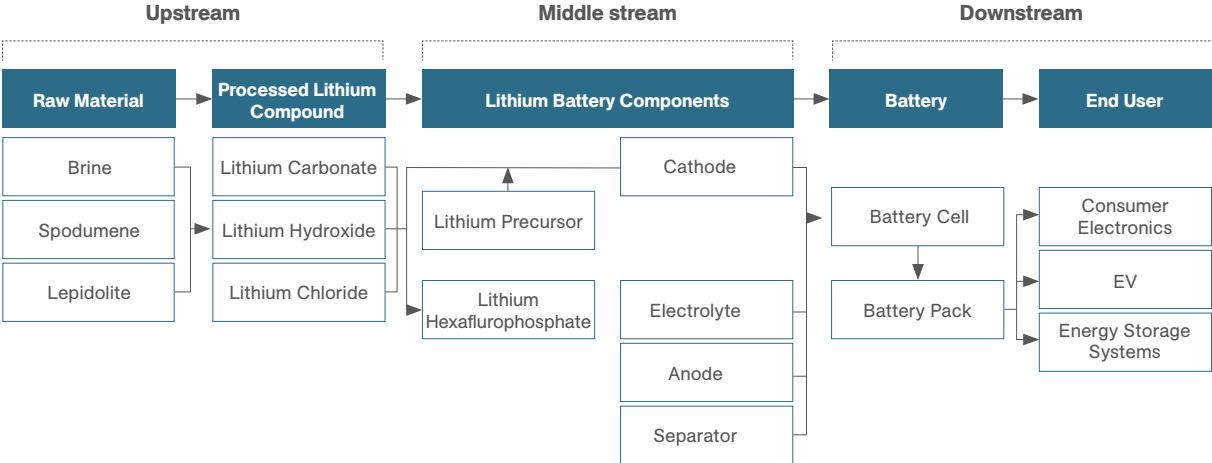 Upstream
Middle stream
Downstream
Raw Material
Processed Lithium
Compound
Lithium Battery Components
Battery
End User
Brine
Spodumene
Lepidolite
Lithium Carbonate
Lithium Hydroxide
Lithium Chloride
Lithium Precursor
Lithium
Hexaflurophosphate
Cathode
Electrolyte
Anode
Separator
Battery Cell
Battery Pack
Consumer
Electronics
EV
Energy Storage
Systems